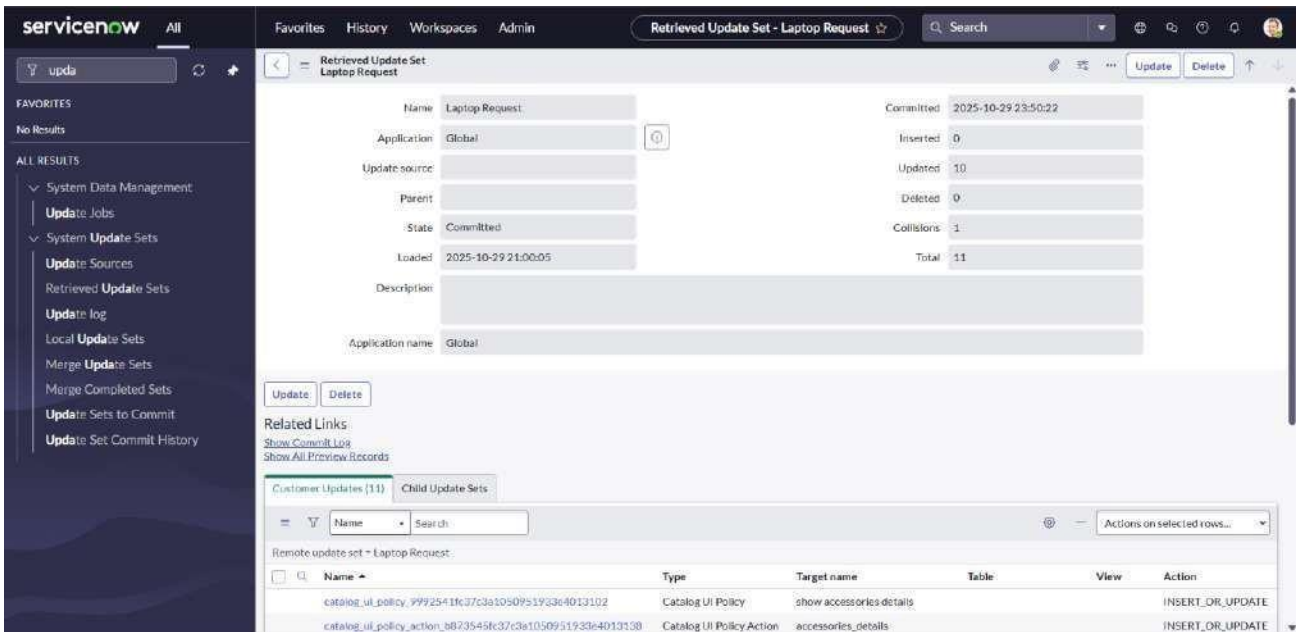 servicenow All Favorites History Workspaces Admin Retrieved Update Set - Laptop Request Search
upda
FAVORITES
No Results
ALL RESULTS
System Data Management
Update Jobs
System Update Sets
Update Sources
Retrieved Update Sets
Update log
Local Update Sets
Merge Update Sets
Merge Completed Sets
Update Sets to Commit
Update Set Commit History
Retrieved Update Set
Laptop Request
Update Delete
Name Laptop Request Committed 2025-10-29 23:50:22
Application Global Inserted 0
Update source Updated 10
Parent Deleted 0
State Committed Collisions 1
Loaded 2025-10-29 21:00:05 Total 11
Description
Application name Global
Update Delete
Related Links
Show Commit Log
Show All Preview Records
Customer Updates (11) Child Update Sets
Name Search Actions on selected rows...
Remote update set = Laptop Request
Name Type Target name Table View Action
catalog_ui_policy_9992541fc37c3a1050951933e4013102 Catalog UI Policy show accessories details INSERT_OR_UPDATE
catalog_ui_policy_action_b873545fc37c3a1050951933e4013138 Catalog UI Policy Action accessories_details INSERT_OR_UPDATE